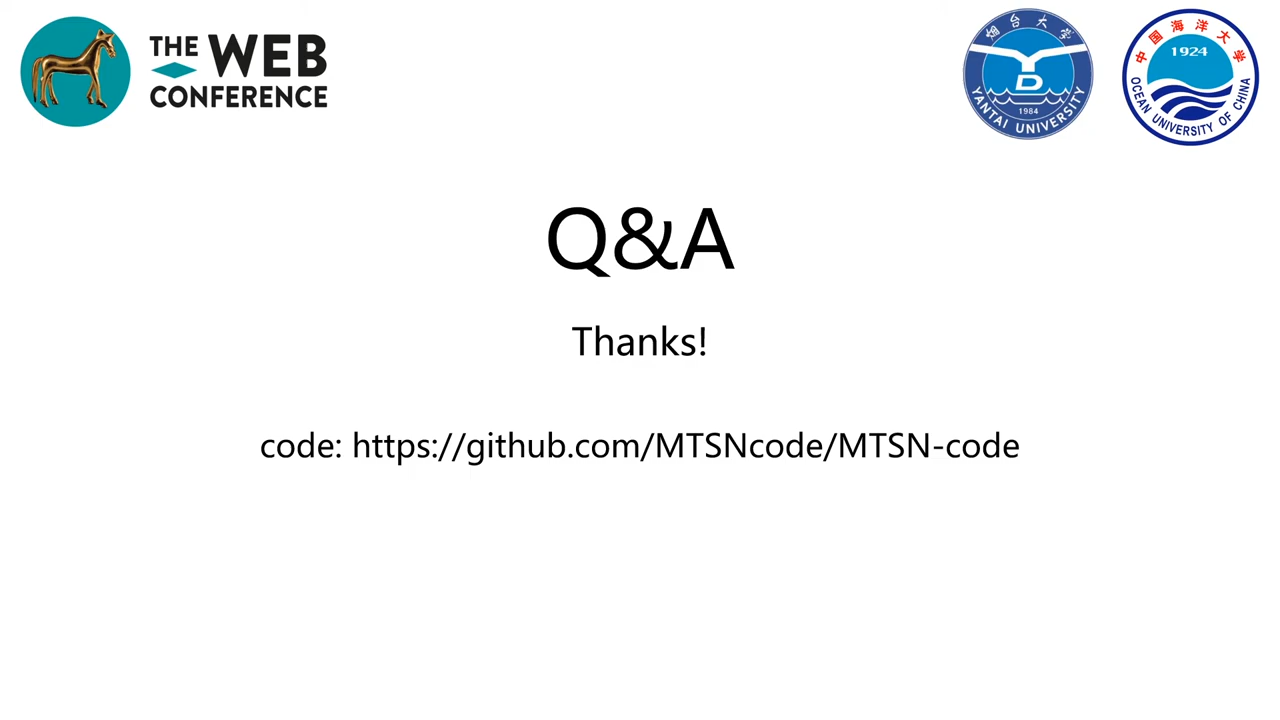 THE WEB
CONFERENCE
烟台大学
D
1984
YANTAI UNIVERSITY
中国海洋大学
1924
OCEAN UNIVERSITY OF CHINA
Q&A
Thanks!
code: https://github.com/MTSNcode/MTSN-code